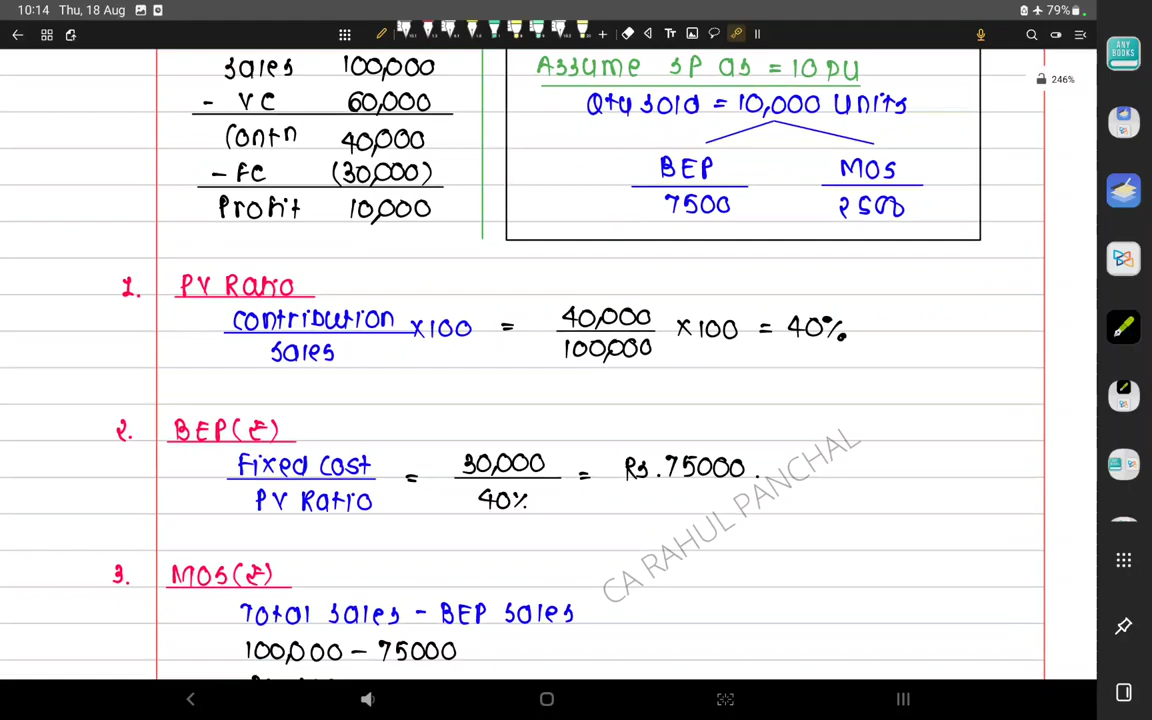 10:14 Thu, 18 Aug 79%
246%
Sales 100,000
- VC 60,000
Contn 40,000
- FC (30,000)
Profit 10,000
Assume SP as = 10 PU
Qty sold = 10,000 Units
BEP MOS
7500 2500
1. PV Ratio
Contribution/Sales ×100 = 40,000/100,000 ×100 = 40%
2. BEP(₹)
Fixed Cost/PV Ratio = 30,000/40% = Rs.75000.
3. MOS(₹)
Total Sales - BEP Sales
100,000 - 75000
CA RAHUL PANCHAL
ANY BOOKS